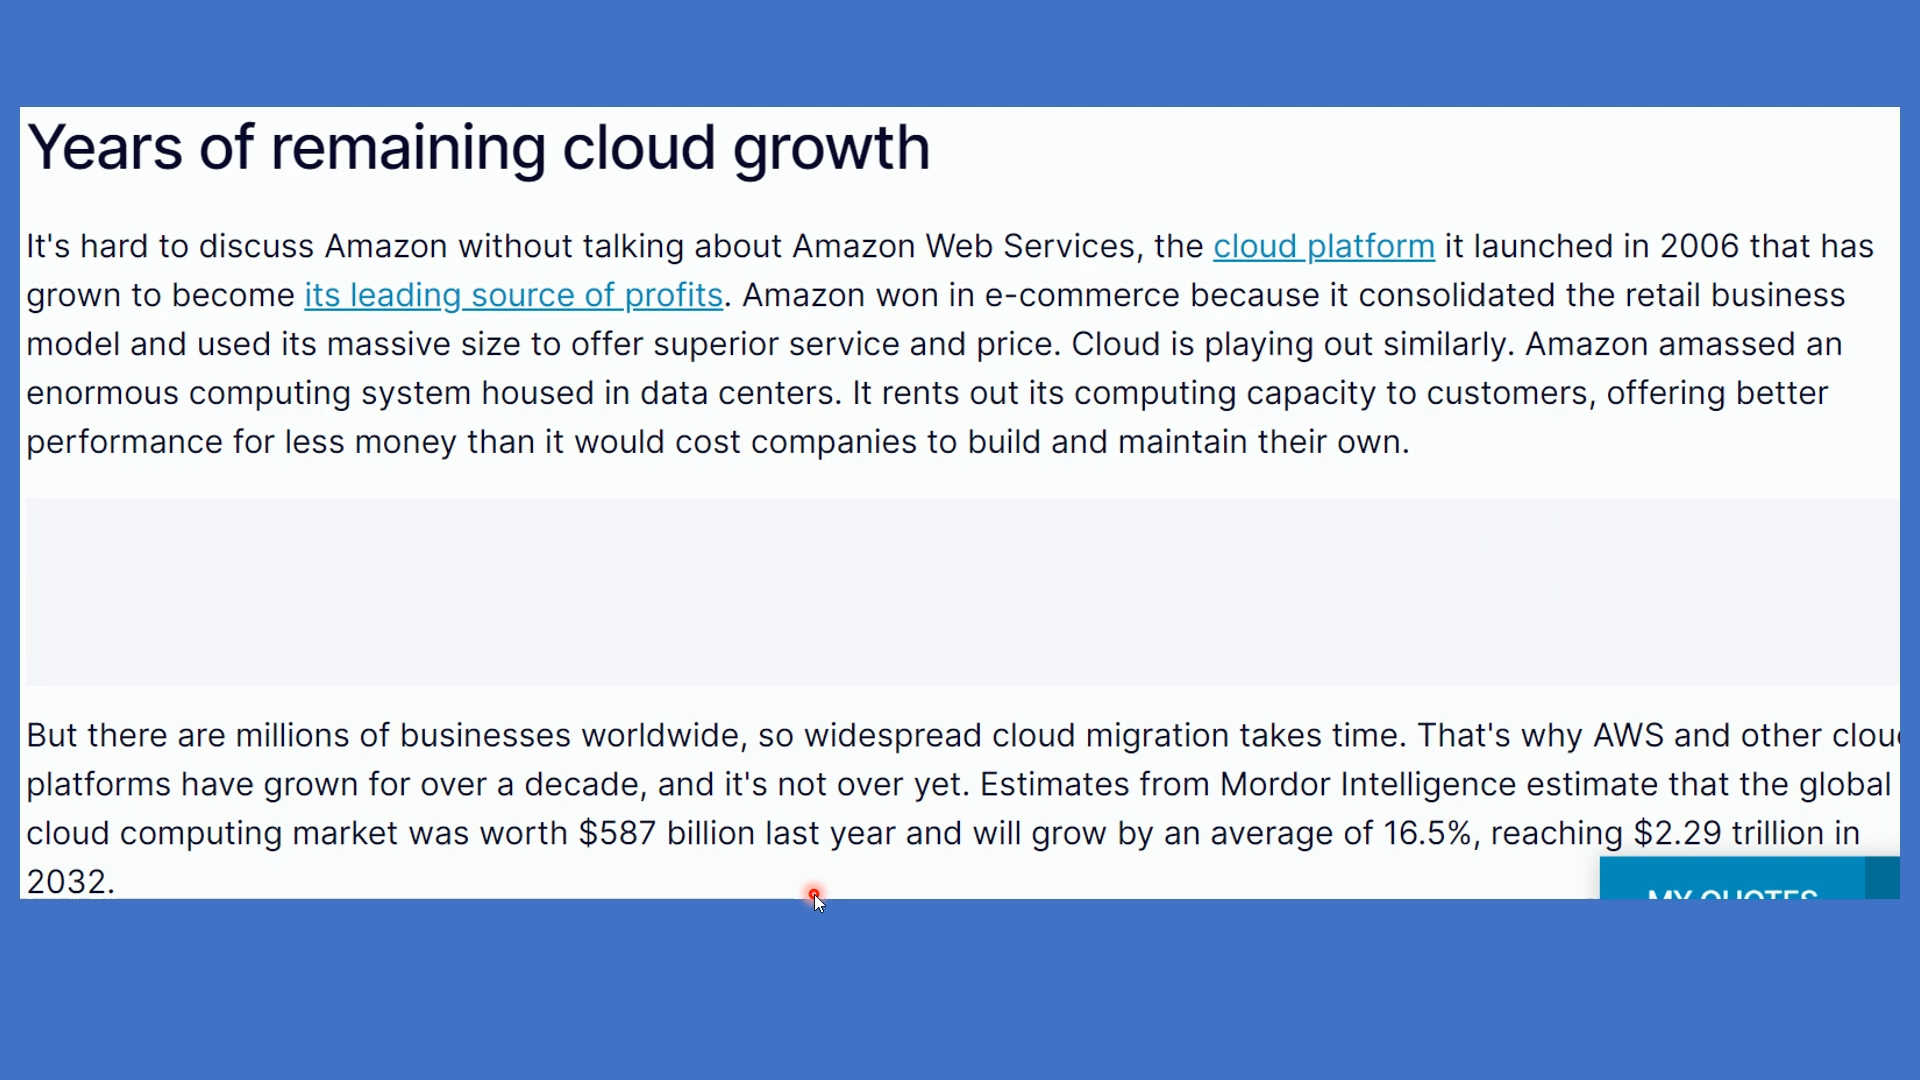 Years of remaining cloud growth
It's hard to discuss Amazon without talking about Amazon Web Services, the cloud platform it launched in 2006 that has
grown to become its leading source of profits. Amazon won in e-commerce because it consolidated the retail business
model and used its massive size to offer superior service and price. Cloud is playing out similarly. Amazon amassed an
enormous computing system housed in data centers. It rents out its computing capacity to customers, offering better
performance for less money than it would cost companies to build and maintain their own.
But there are millions of businesses worldwide, so widespread cloud migration takes time. That's why AWS and other cloud
platforms have grown for over a decade, and it's not over yet. Estimates from Mordor Intelligence estimate that the global
cloud computing market was worth $587 billion last year and will grow by an average of 16.5%, reaching $2.29 trillion in
2032.
MY QUOTES